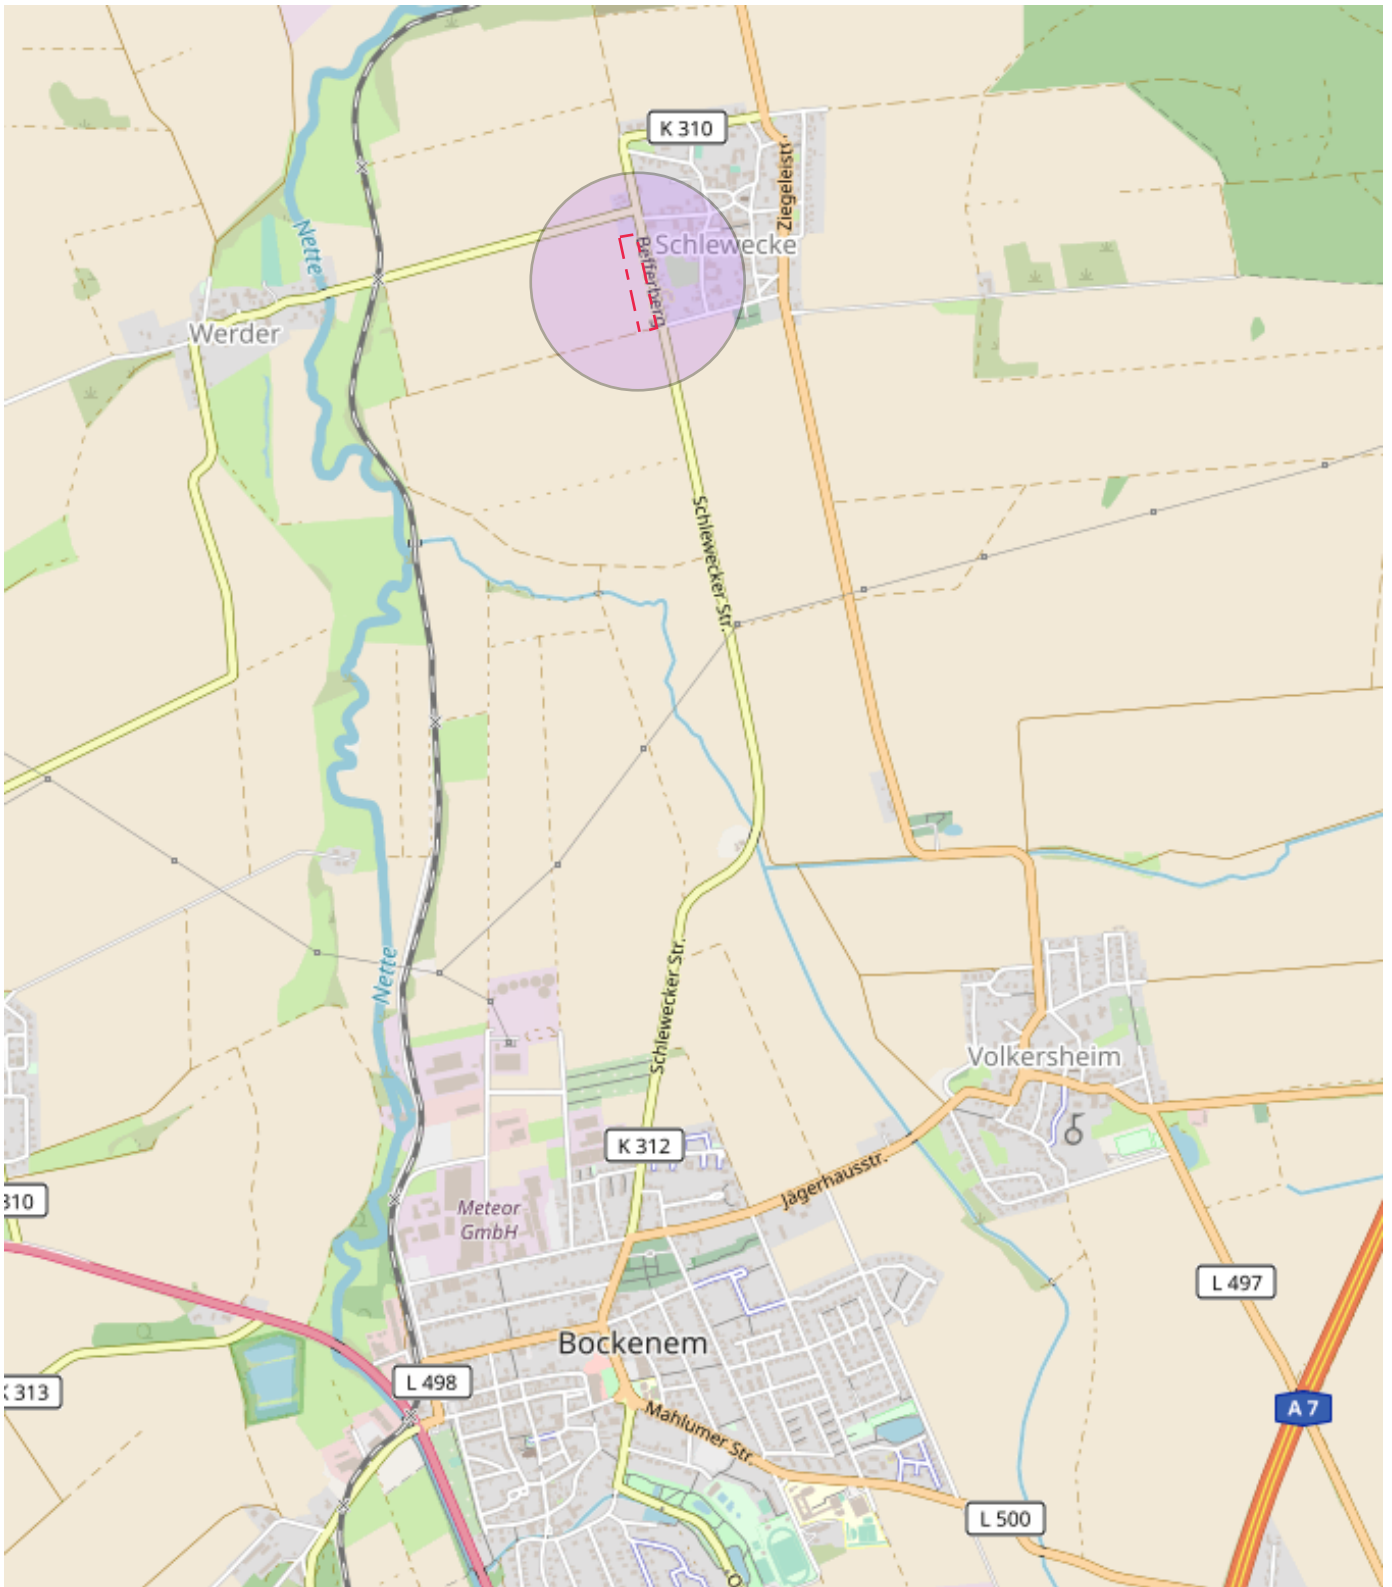 K 310
Ziegeleistr.
Nette
Schlewecke
Befferberg
Werder
Schlewecker Str.
Nette
Schlewecker Str.
Volkersheim
K 312
Jägerhausstr.
310
Meteor
GmbH
L 497
Bockenem
L 498
K 313
A 7
Mahlumer Str.
L 500